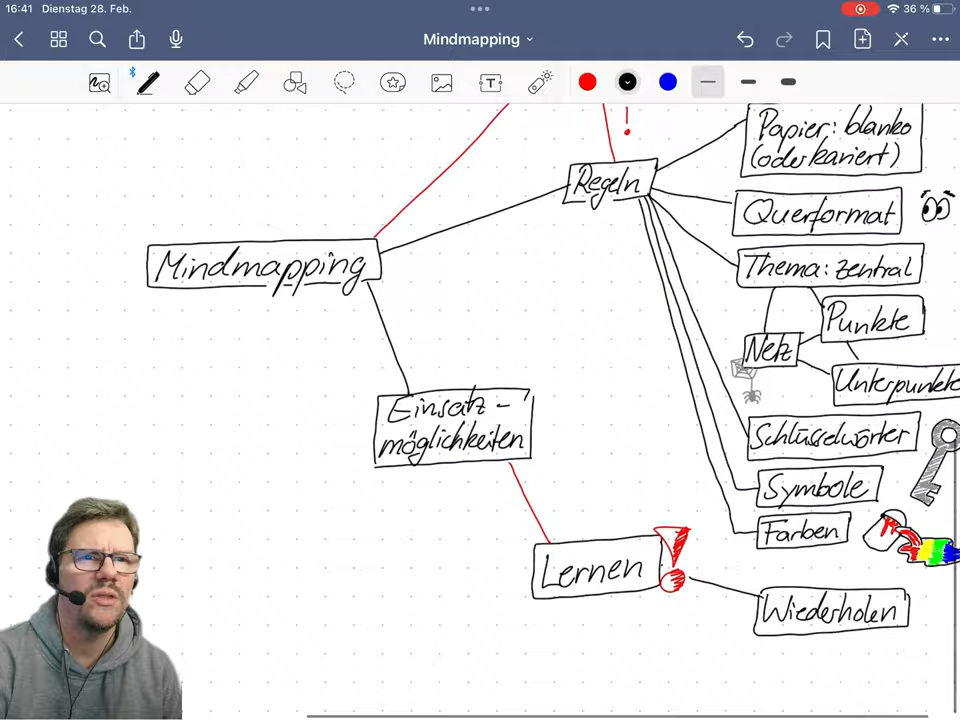 16:41 Dienstag 28. Feb.
36 %
Mindmapping
Papier: blanko
(oder kariert)
Regeln
Querformat
Mindmapping
Thema: zentral
Punkte
Netz
Unterpunkte
Einsatz-
möglichkeiten
Schlüsselwörter
Symbole
Farben
Lernen
Wiederholen